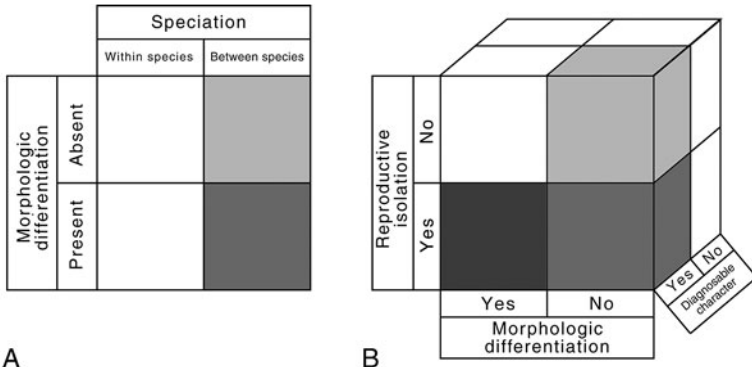 Speciation
Within species
Between species
Morphologic
differentiation
Absent
Present
A
Reproductive
isolation
No
Yes
Yes
No
Morphologic
differentiation
Yes
No
Diagnosable
character
B